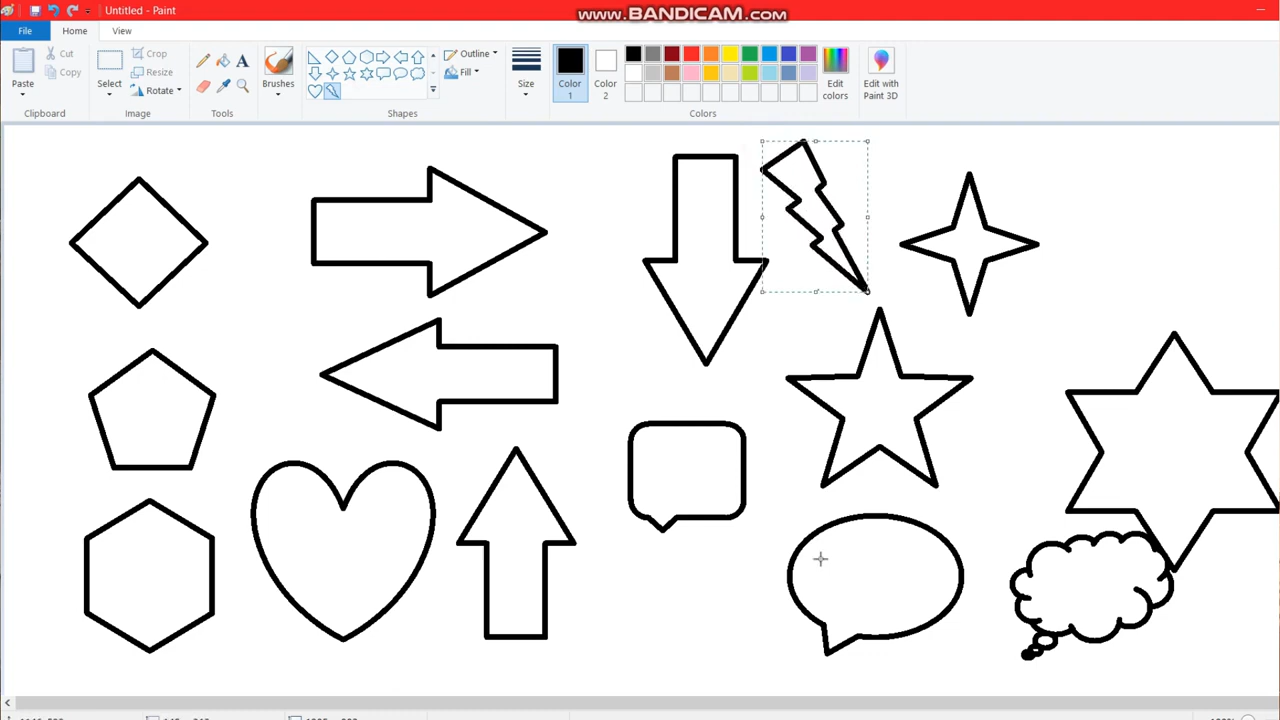 Untitled - Paint
www.BANDICAM.com
File Home View
Paste
Cut
Copy
Clipboard
Select
Crop
Resize
Rotate
Image
Tools
Brushes
Shapes
Outline
Fill
Size
Color 1
Color 2
Colors
Edit colors
Edit with Paint 3D